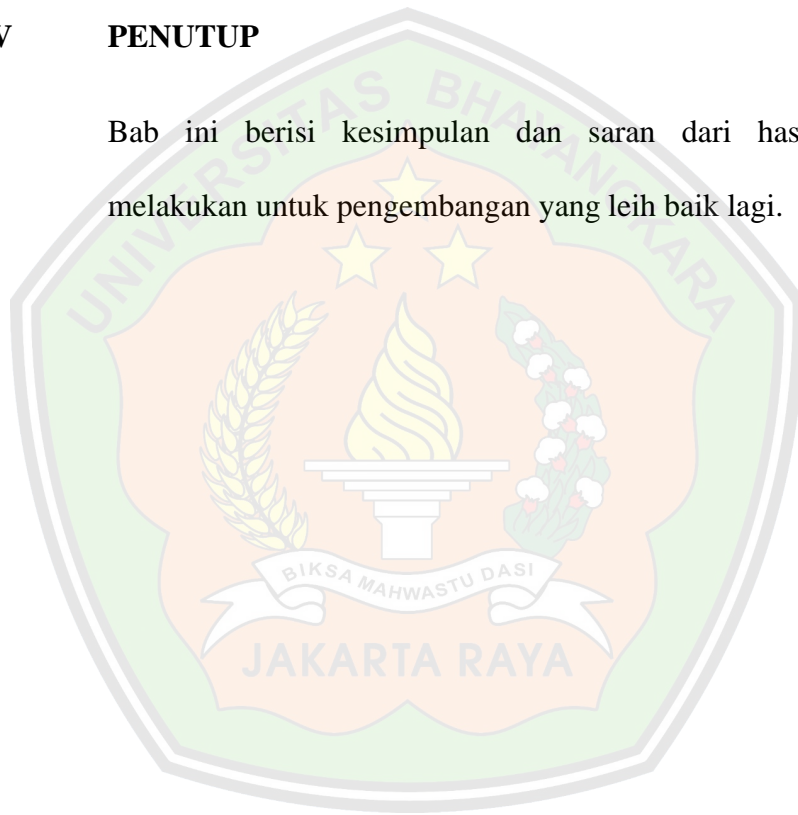 V PENUTUP
Bab ini berisi kesimpulan dan saran dari has
melakukan untuk pengembangan yang leih baik lagi.
UNIVERSITAS BHAYANGKARA
BIKSA MAHWASTU DASI
JAKARTA RAYA